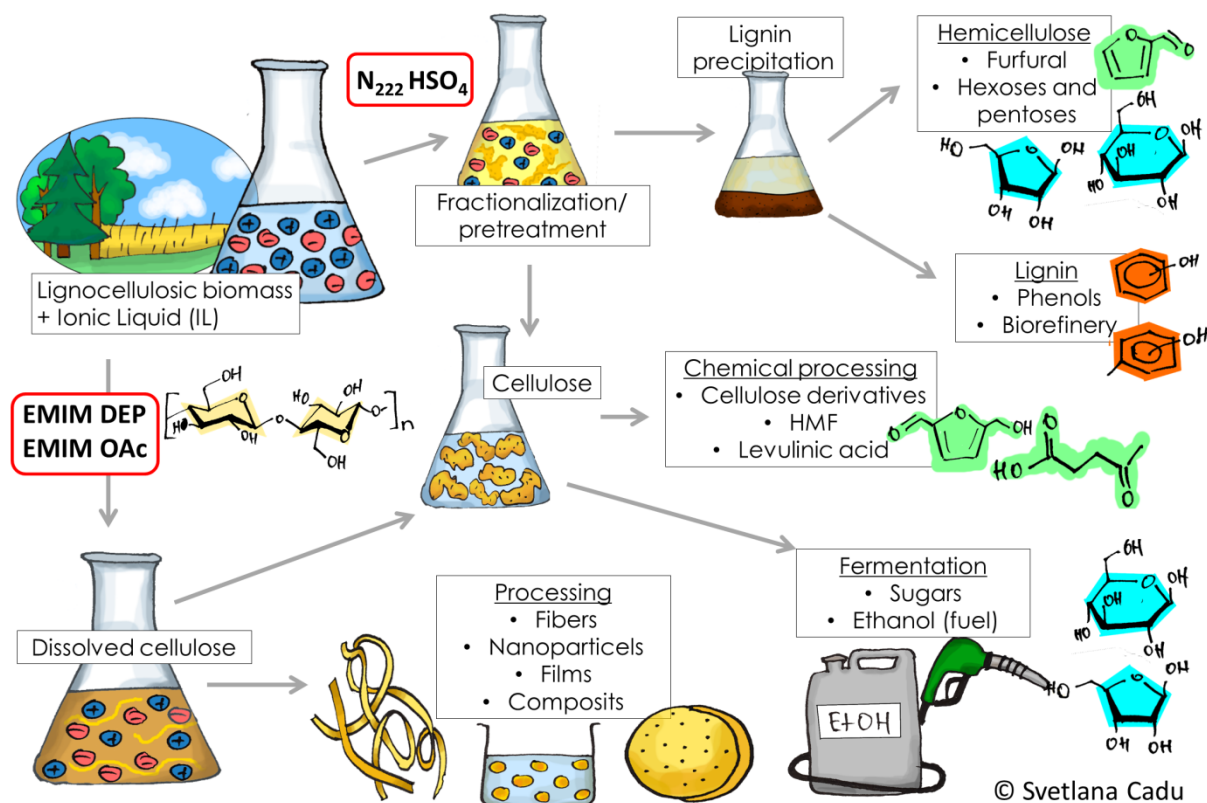 N222 HSO4
Lignin
precipitation
Hemicellulose
• Furfural
• Hexoses and
pentoses
O
O
OH
HO
O
OH
OH
OH
O
OH
HO
OH
OH
Fractionalization/
pretreatment
Lignocellulosic biomass
+ Ionic Liquid (IL)
Lignin
• Phenols
• Biorefinery
OH
OH
EMIM DEP
EMIM OAc
OH
O
HO
OH
O
HO
OH
O
O
OH
n
Cellulose
Chemical processing
• Cellulose derivatives
• HMF
• Levulinic acid
O
O
OH
O
HO
O
Dissolved cellulose
Processing
• Fibers
• Nanoparticels
• Films
• Composits
Fermentation
• Sugars
• Ethanol (fuel)
EtOH
OH
O
OH
HO
OH
OH
HO
O
OH
OH
OH
© Svetlana Cadu